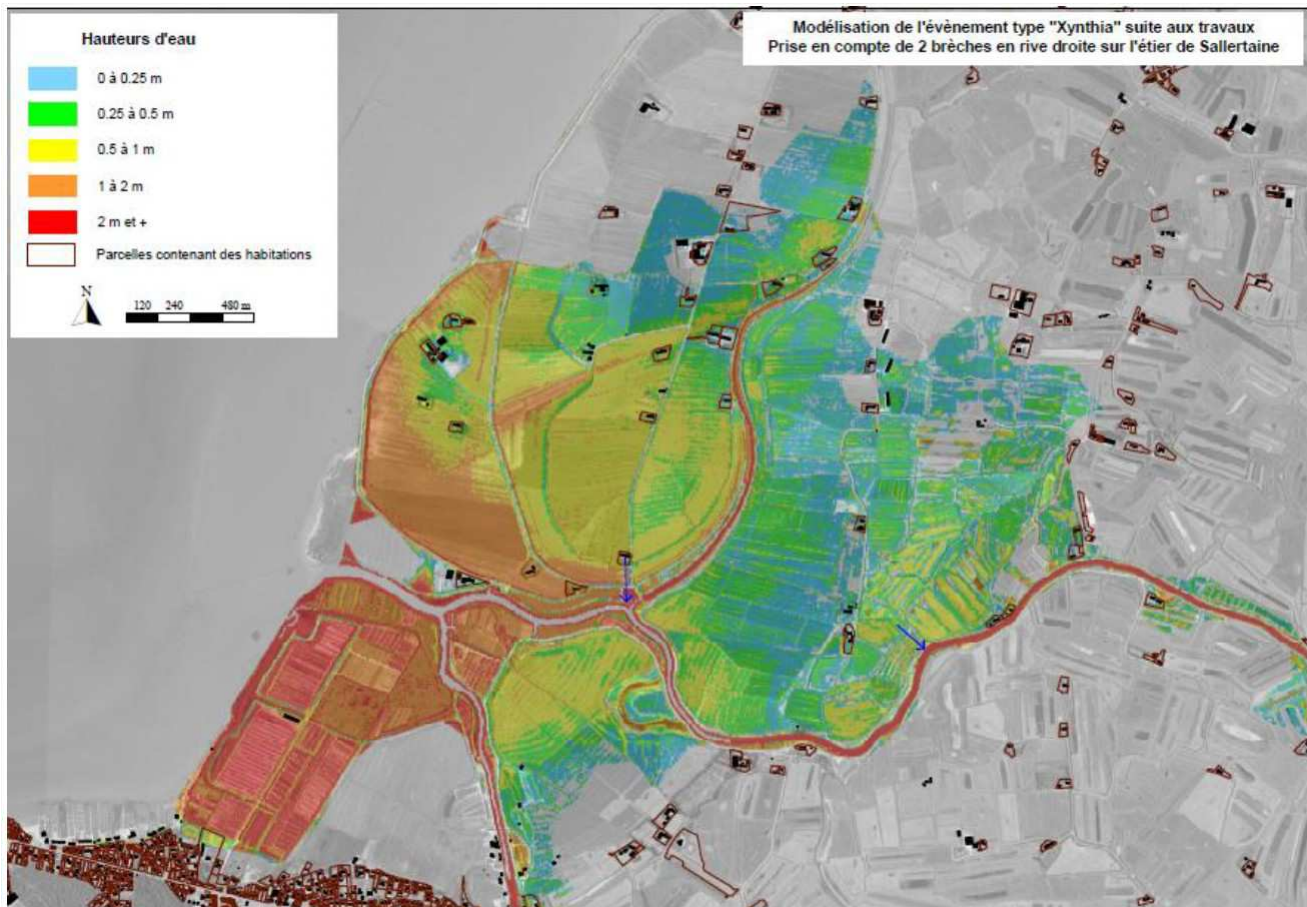 Modélisation de l'évènement type "Xynthia" suite aux travaux
Prise en compte de 2 brèches en rive droite sur l'étier de Sallertaine
Hauteurs d'eau
0 à 0.25 m
0.25 à 0.5 m
0.5 à 1 m
1 à 2 m
2 m et +
Parcelles contenant des habitations
N
120 240 480 m